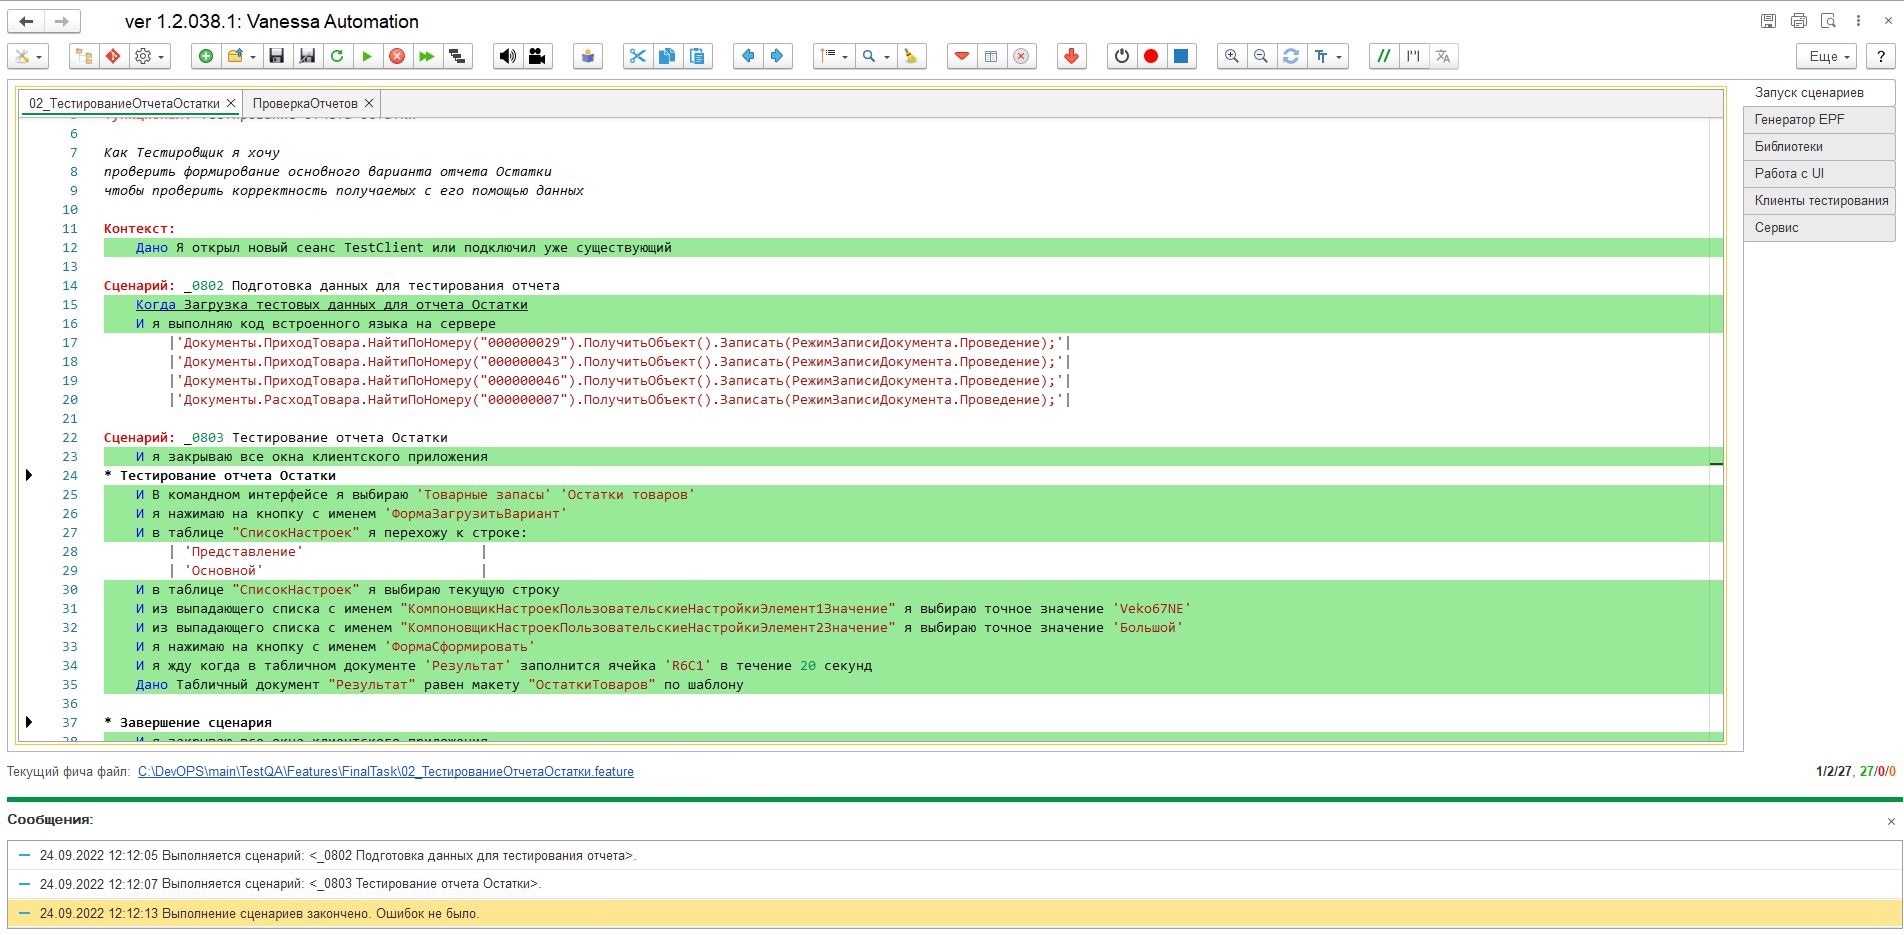 ver 1.2.038.1: Vanessa Automation
Еще
?
02_ТестированиеОтчетаОстатки
ПроверкаОтчетов
Запуск сценариев
Генератор EPF
Библиотеки
Работа с UI
Клиенты тестирования
Сервис
6
7 Как Тестировщик я хочу
8 проверить формирование основного варианта отчета Остатки
9 чтобы проверить корректность получаемых с его помощью данных
10
11 Контекст:
12 Дано Я открыл новый сеанс TestClient или подключил уже существующий
13
14 Сценарий: _0802 Подготовка данных для тестирования отчета
15 Когда Загрузка тестовых данных для отчета Остатки
16 И я выполняю код встроенного языка на сервере
17 |'Документы.ПриходТовара.НайтиПоНомеру("000000029").ПолучитьОбъект().Записать(РежимЗаписиДокумента.Проведение);'|
18 |'Документы.ПриходТовара.НайтиПоНомеру("000000043").ПолучитьОбъект().Записать(РежимЗаписиДокумента.Проведение);'|
19 |'Документы.ПриходТовара.НайтиПоНомеру("000000046").ПолучитьОбъект().Записать(РежимЗаписиДокумента.Проведение);'|
20 |'Документы.РасходТовара.НайтиПоНомеру("000000007").ПолучитьОбъект().Записать(РежимЗаписиДокумента.Проведение);'|
21
22 Сценарий: _0803 Тестирование отчета Остатки
23 И я закрываю все окна клиентского приложения
24 * Тестирование отчета Остатки
25 И В командном интерфейсе я выбираю 'Товарные запасы' 'Остатки товаров'
26 И я нажимаю на кнопку с именем 'ФормаЗагрузитьВариант'
27 И в таблице "СписокНастроек" я перехожу к строке:
28 | 'Представление' |
29 | 'Основной' |
30 И в таблице "СписокНастроек" я выбираю текущую строку
31 И из выпадающего списка с именем "КомпоновщикНастроекПользовательскиеНастройкиЭлемент1Значение" я выбираю точное значение 'Veko67NE'
32 И из выпадающего списка с именем "КомпоновщикНастроекПользовательскиеНастройкиЭлемент2Значение" я выбираю точное значение 'Большой'
33 И я нажимаю на кнопку с именем 'ФормаСформировать'
34 И я жду когда в табличном документе 'Результат' заполнится ячейка 'R6C1' в течение 20 секунд
35 Дано Табличный документ "Результат" равен макету "ОстаткиТоваров" по шаблону
36
37 * Завершение сценария
38 И я закрываю все окна клиентского приложения
Текущий фича файл: C:\DevOPS\main\TestQA\Features\FinalTask\02_ТестированиеОтчетаОстатки.feature
1/2/27, 27/0/0
Сообщения:
24.09.2022 12:12:05 Выполняется сценарий: <_0802 Подготовка данных для тестирования отчета>.
24.09.2022 12:12:07 Выполняется сценарий: <_0803 Тестирование отчета Остатки>.
24.09.2022 12:12:13 Выполнение сценариев закончено. Ошибок не было.